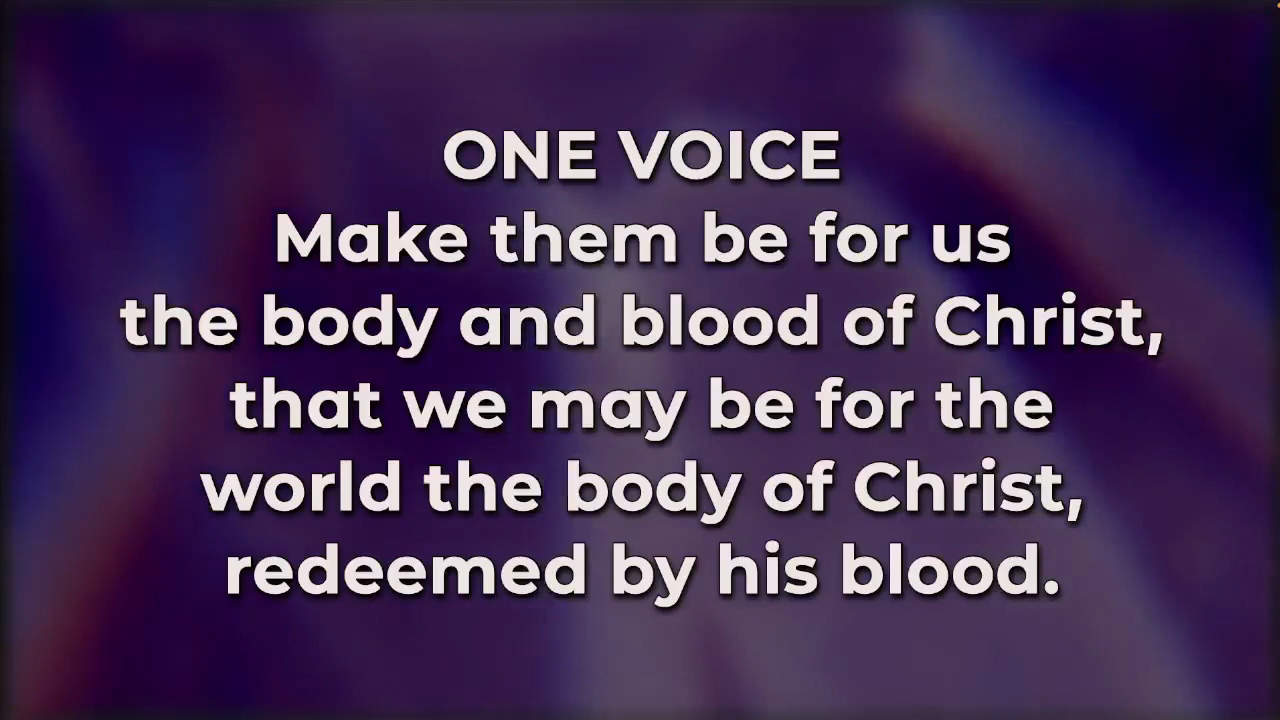 ONE VOICE
Make them be for us
the body and blood of Christ,
that we may be for the
world the body of Christ,
redeemed by his blood.